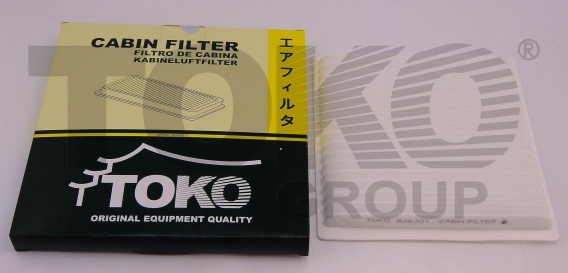 CABIN FILTER
FILTRO DE CABINA
KABINELUFTFILTER
エアフィルタ
TOKO
ORIGINAL EQUIPMENT QUALITY
TOKO ®
GROUP
TOKO CABIN FILTER